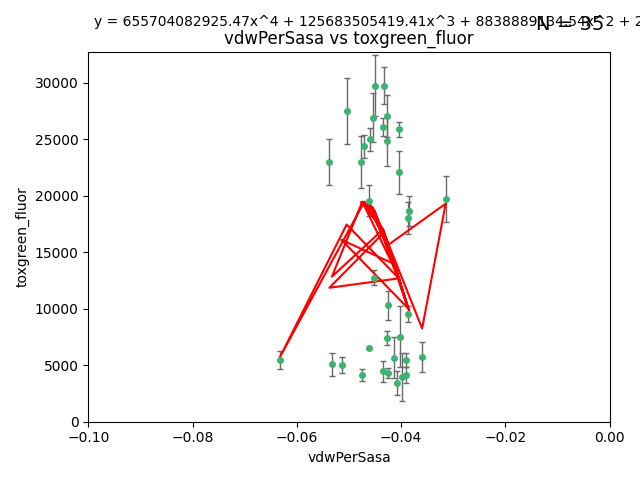 y = 655704082925.47x^4 + 125683505419.41x^3 +
N = 35
vdwPerSasa vs toxgreen_fluor
30000
25000
20000
15000
10000
5000
0
toxgreen_fluor
−0.10
−0.08
−0.06
−0.04
−0.02
0.00
vdwPerSasa